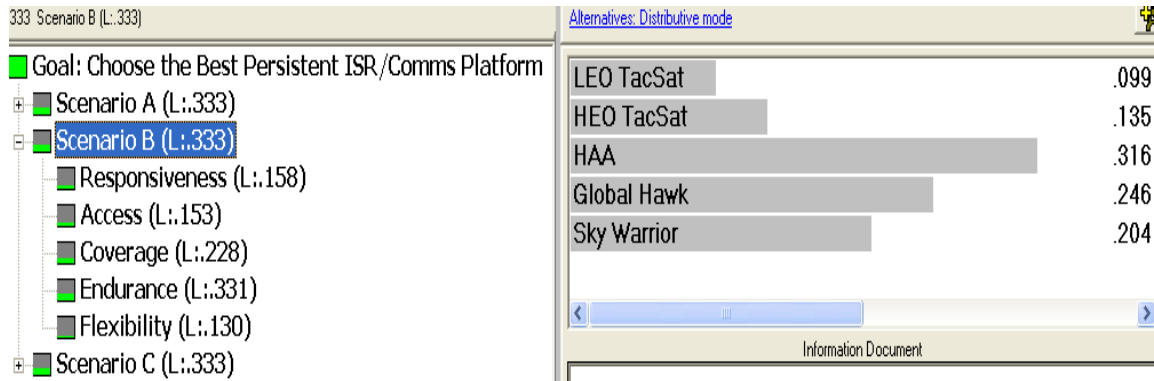 333 Scenario B (L:.333)
Goal: Choose the Best Persistent ISR/Comms Platform
Scenario A (L:.333)
Scenario B (L:.333)
Responsiveness (L:.158)
Access (L:.153)
Coverage (L:.228)
Endurance (L:.331)
Flexibility (L:.130)
Scenario C (L:.333)
Alternatives: Distributive mode
LEO TacSat .099
HEO TacSat .135
HAA .316
Global Hawk .246
Sky Warrior .204
Information Document